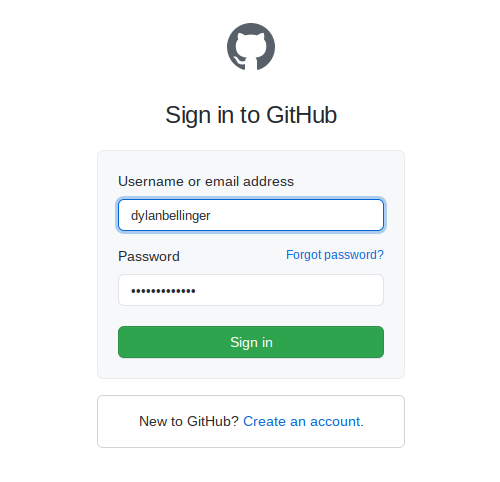 Sign in to GitHub
Username or email address
dylanbellinger
Password Forgot password?
•••••••••••••
Sign in
New to GitHub? Create an account.